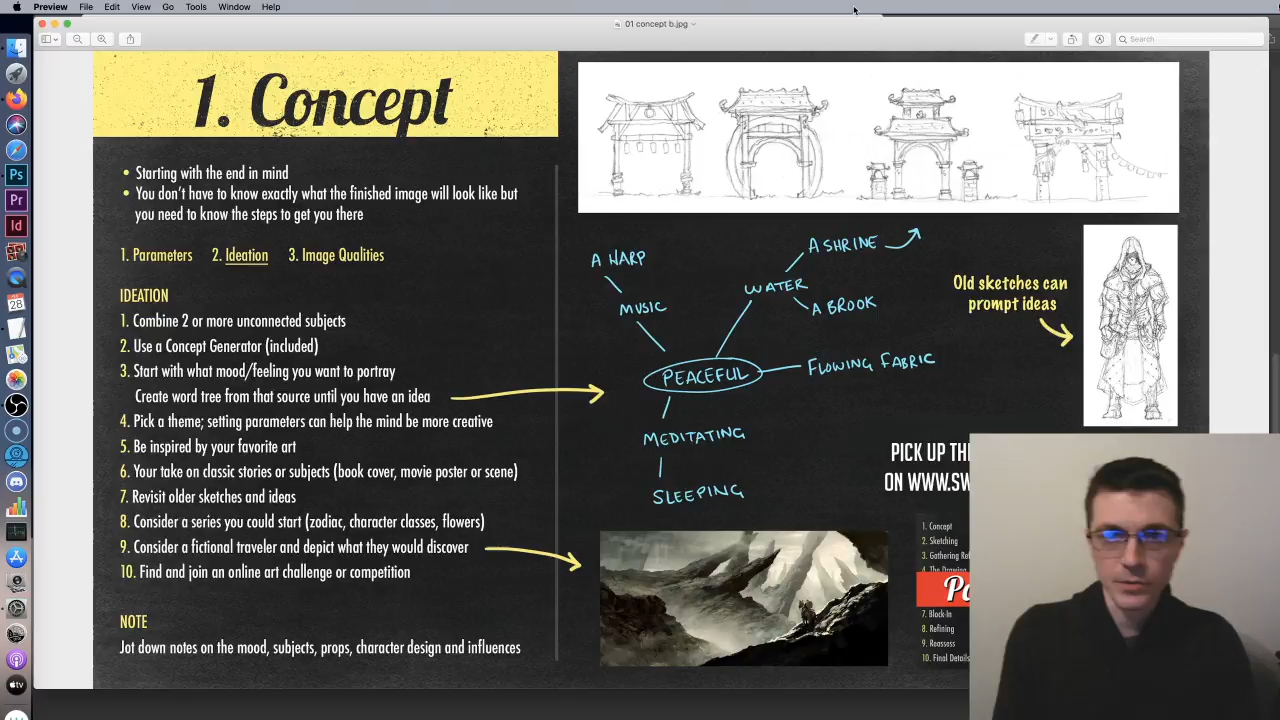 Preview File Edit View Go Tools Window Help
01 concept b.jpg
Search
1. Concept
• Starting with the end in mind
• You don't have to know exactly what the finished image will look like but
you need to know the steps to get you there
1. Parameters 2. Ideation 3. Image Qualities
IDEATION
1. Combine 2 or more unconnected subjects
2. Use a Concept Generator (included)
3. Start with what mood/feeling you want to portray
Create word tree from that source until you have an idea
4. Pick a theme; setting parameters can help the mind be more creative
5. Be inspired by your favorite art
6. Your take on classic stories or subjects (book cover, movie poster or scene)
7. Revisit older sketches and ideas
8. Consider a series you could start (zodiac, character classes, flowers)
9. Consider a fictional traveler and depict what they would discover
10. Find and join an online art challenge or competition
NOTE
Jot down notes on the mood, subjects, props, character design and influences
A HARP
MUSIC
A SHRINE
WATER
A BROOK
PEACEFUL
FLOWING FABRIC
MEDITATING
SLEEPING
Old sketches can
prompt ideas
PICK UP TH
ON WWW.SW
1. Concept
2. Sketching
3. Gathering Re
4. The Drawing
7. Block-In
8. Refining
9. Reassess
10. Final Details
Ps
Pr
Id
28
tv